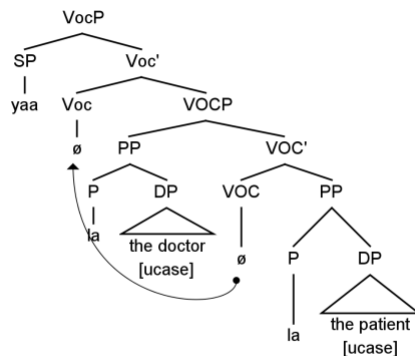 VocP
SP Voc'
yaa Voc VOCP
ø PP VOC'
P DP VOC PP
la the doctor
[ucase] ø P DP
la the patient
[ucase]